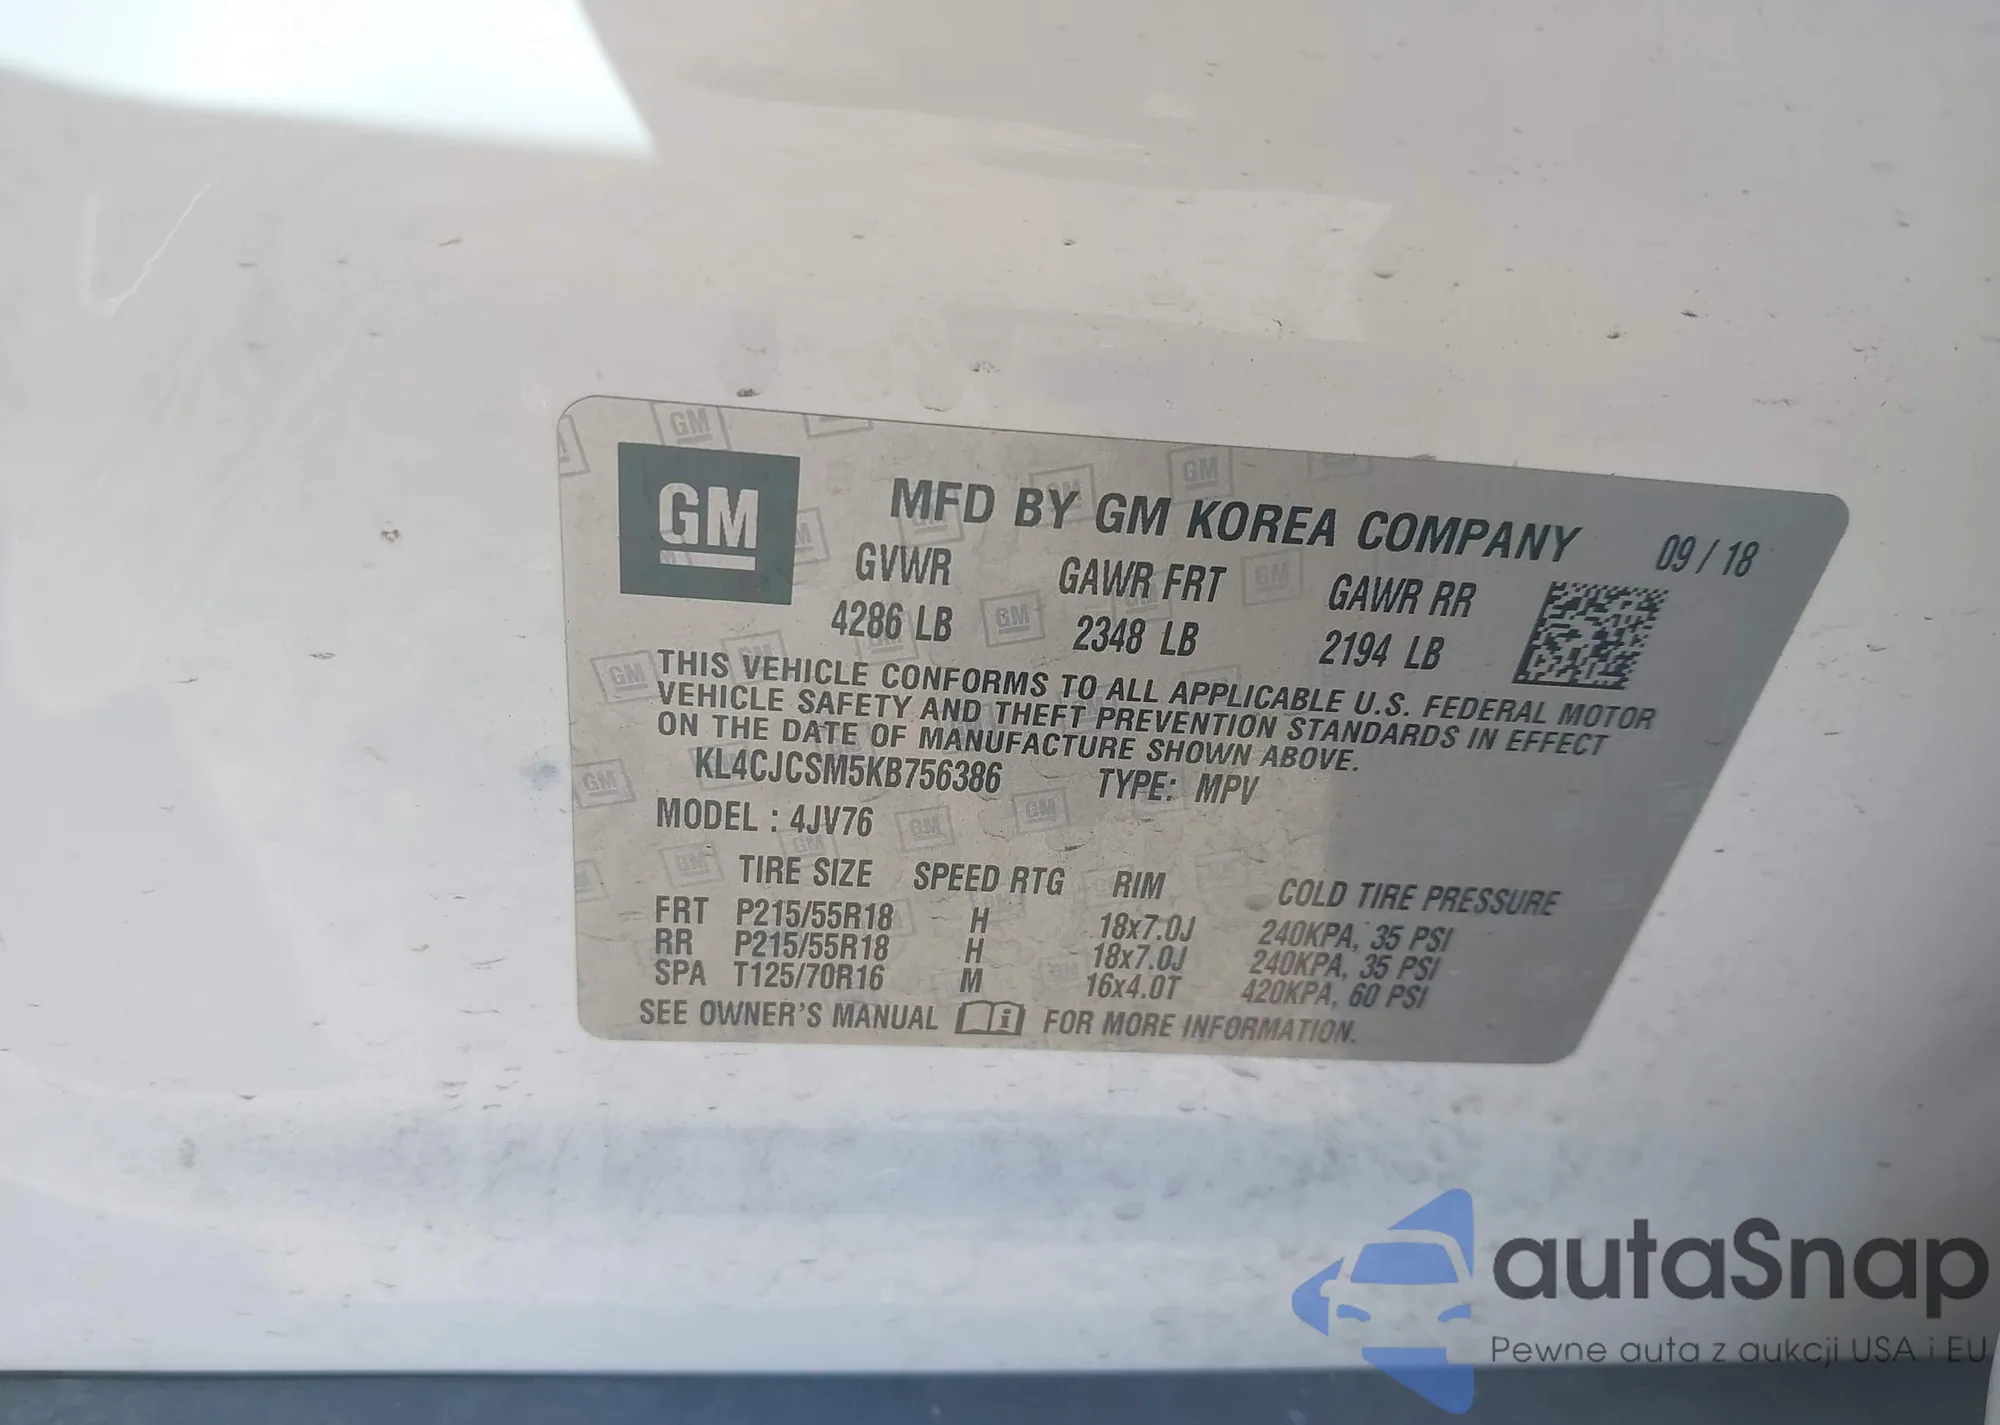 GM
MFD BY GM KOREA COMPANY 09 / 18
GVWR GAWR FRT GAWR RR
4286 LB 2348 LB 2194 LB
THIS VEHICLE CONFORMS TO ALL APPLICABLE U.S. FEDERAL MOTOR
VEHICLE SAFETY AND THEFT PREVENTION STANDARDS IN EFFECT
ON THE DATE OF MANUFACTURE SHOWN ABOVE.
KL4CJCSM5KB756386 TYPE: MPV
MODEL : 4JV76
TIRE SIZE SPEED RTG RIM COLD TIRE PRESSURE
FRT P215/55R18 H 18x7.0J 240KPA, 35 PSI
RR P215/55R18 H 18x7.0J 240KPA, 35 PSI
SPA T125/70R16 M 16x4.0T 420KPA, 60 PSI
SEE OWNER'S MANUAL i FOR MORE INFORMATION.
autaSnap
Pewne auta z aukcji USA i EU